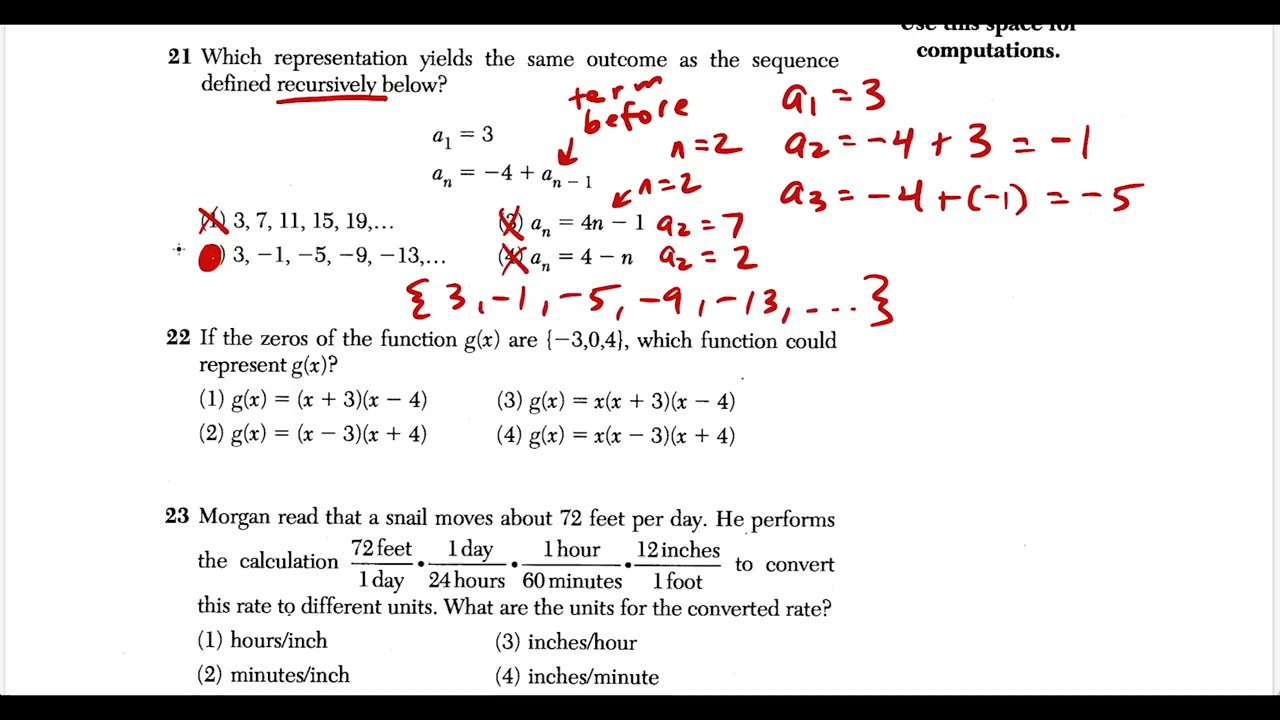 Use this space for
computations.
21 Which representation yields the same outcome as the sequence
defined recursively below?
term
before
a₁ = 3
aₙ = −4 + aₙ₋₁
n = 2
n = 2
a₁ = 3
a₂ = −4 + 3 = −1
a₃ = −4 + (−1) = −5
(1) 3, 7, 11, 15, 19,...
(3) aₙ = 4n − 1 a₂ = 7
) 3, −1, −5, −9, −13,...
(4) aₙ = 4 − n a₂ = 2
{3, −1, −5, −9, −13, ...}
22 If the zeros of the function g(x) are {−3,0,4}, which function could
represent g(x)?
(1) g(x) = (x + 3)(x − 4)
(3) g(x) = x(x + 3)(x − 4)
(2) g(x) = (x − 3)(x + 4)
(4) g(x) = x(x − 3)(x + 4)
23 Morgan read that a snail moves about 72 feet per day. He performs
the calculation 72 feet/1 day • 1 day/24 hours • 1 hour/60 minutes • 12 inches/1 foot to convert
this rate to different units. What are the units for the converted rate?
(1) hours/inch
(3) inches/hour
(2) minutes/inch
(4) inches/minute